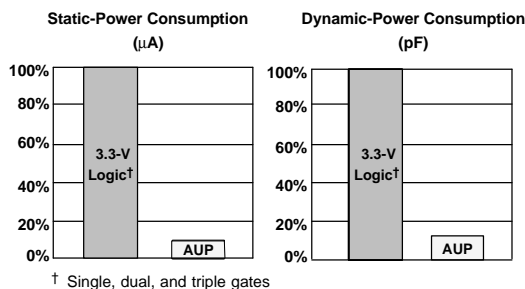 Static-Power Consumption
(μA)
100%
80%
60%
40%
20%
0%
3.3-V
Logic†
AUP
Dynamic-Power Consumption
(pF)
100%
80%
60%
40%
20%
0%
3.3-V
Logic†
AUP
† Single, dual, and triple gates